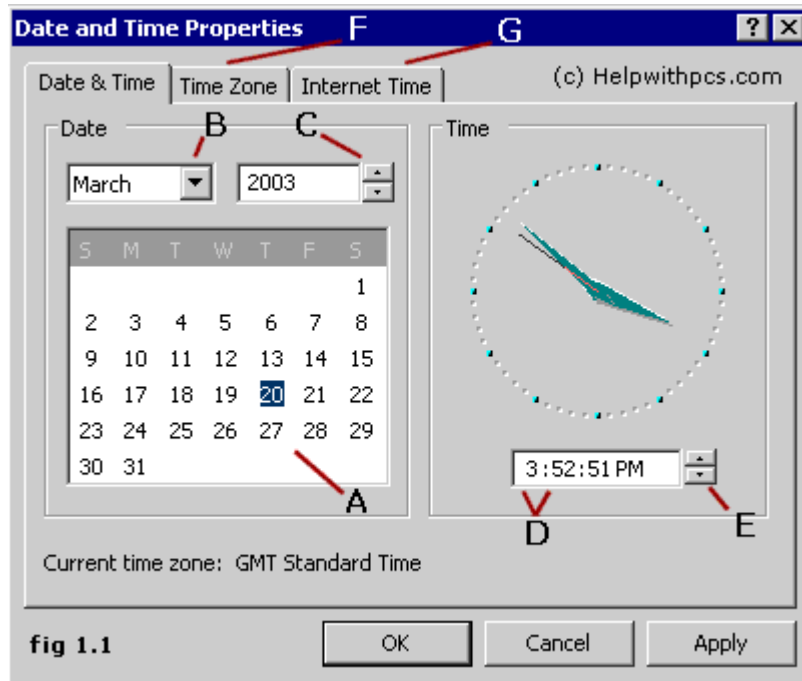 Date and Time Properties F G ? X
Date & Time Time Zone Internet Time (c) Helpwithpcs.com
Date B C Time
March 2003
S M T W T F S
1
2 3 4 5 6 7 8
9 10 11 12 13 14 15
16 17 18 19 20 21 22
23 24 25 26 27 28 29
30 31
3:52:51 PM
A D E
Current time zone: GMT Standard Time
fig 1.1 OK Cancel Apply